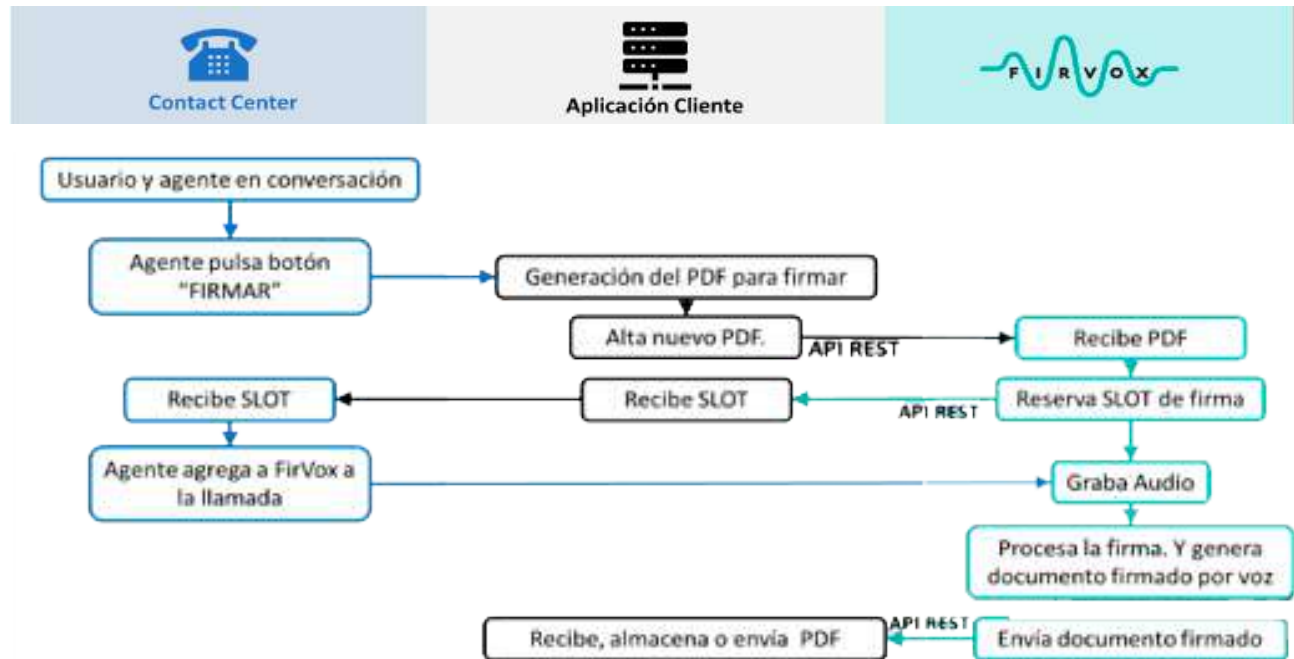 Contact Center
Aplicación Cliente
FIRVOX
Usuario y agente en conversación
Agente pulsa botón
"FIRMAR"
Generación del PDF para firmar
Alta nuevo PDF.
API REST
Recibe PDF
Recibe SLOT
Recibe SLOT
API REST
Reserva SLOT de firma
Agente agrega a FirVox a
la llamada
Graba Audio
Procesa la firma. Y genera
documento firmado por voz
Recibe, almacena o envía PDF
API REST
Envía documento firmado